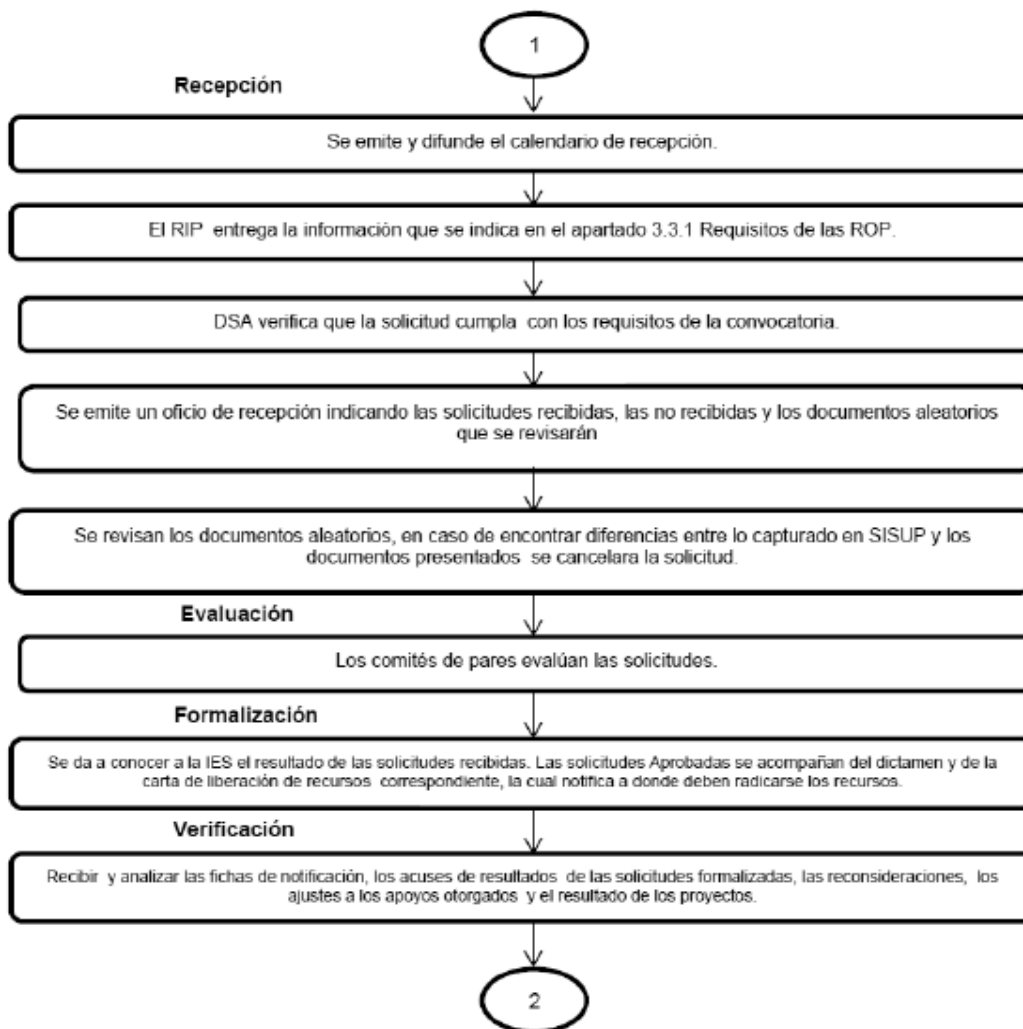 1
Recepción
Se emite y difunde el calendario de recepción.
El RIP entrega la información que se indica en el apartado 3.3.1 Requisitos de las ROP.
DSA verifica que la solicitud cumpla con los requisitos de la convocatoria.
Se emite un oficio de recepción indicando las solicitudes recibidas, las no recibidas y los documentos aleatorios
que se revisarán
Se revisan los documentos aleatorios, en caso de encontrar diferencias entre lo capturado en SISUP y los
documentos presentados se cancelara la solicitud.
Evaluación
Los comités de pares evalúan las solicitudes.
Formalización
Se da a conocer a la IES el resultado de las solicitudes recibidas. Las solicitudes Aprobadas se acompañan del dictamen y de la
carta de liberación de recursos correspondiente, la cual notifica a donde deben radicarse los recursos.
Verificación
Recibir y analizar las fichas de notificación, los acuses de resultados de las solicitudes formalizadas, las reconsideraciones, los
ajustes a los apoyos otorgados y el resultado de los proyectos.
2